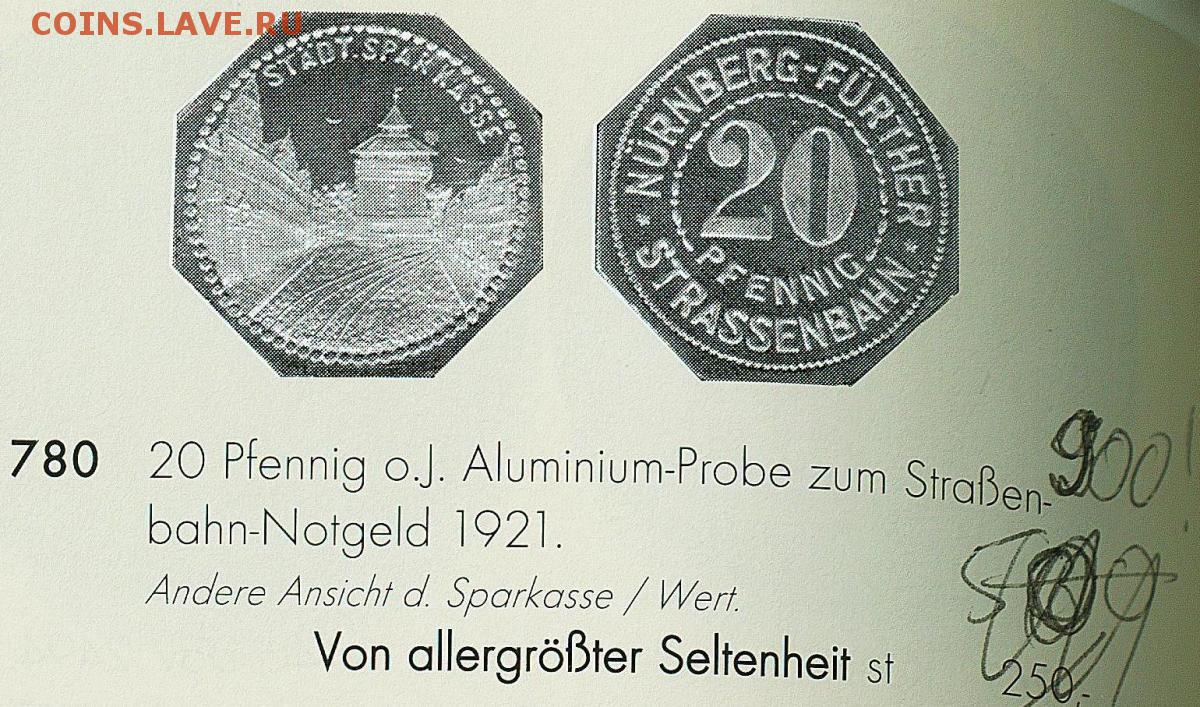 COINS.LAVE.RU
STÄDT. SPARKASSE
NÜRNBERG-FÜRTHER
20
PFENNIG
* STRASSENBAHN *
780 20 Pfennig o.J. Aluminium-Probe zum Straßen-
bahn-Notgeld 1921.
900!
Andere Ansicht d. Sparkasse / Wert.
Von allergrößter Seltenheit st
250,-